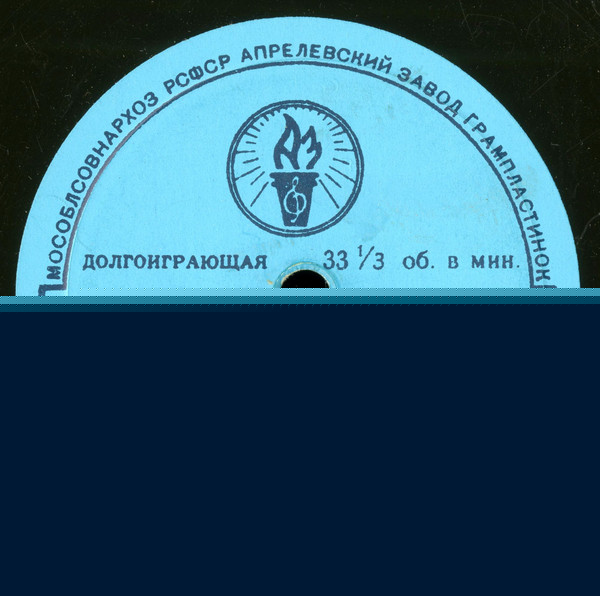 МОСОБЛСОВНАРХОЗ РСФСР АПРЕЛЕВСКИЙ ЗАВОД ГРАМПЛАСТИНОК
АЗ
ДОЛГОИГРАЮЩАЯ 33 1/3 об. в мин.